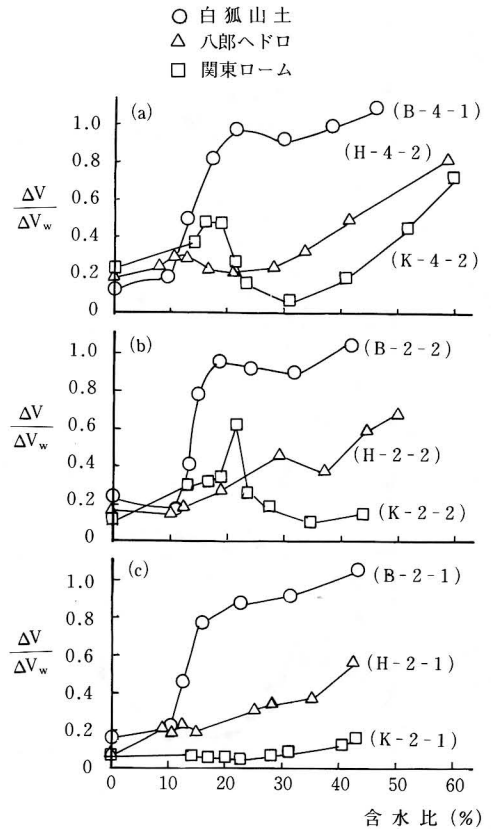 ○ 白狐山土
△ 八郎ヘドロ
□ 関東ローム
(a)
(B-4-1)
(H-4-2)
(K-4-2)
ΔV
ΔVw
1.0
0.8
0.6
0.4
0.2
0
(b)
(B-2-2)
(H-2-2)
(K-2-2)
ΔV
ΔVw
1.0
0.8
0.6
0.4
0.2
0
(c)
(B-2-1)
(H-2-1)
(K-2-1)
ΔV
ΔVw
1.0
0.8
0.6
0.4
0.2
0
0 10 20 30 40 50 60
含水比(%)